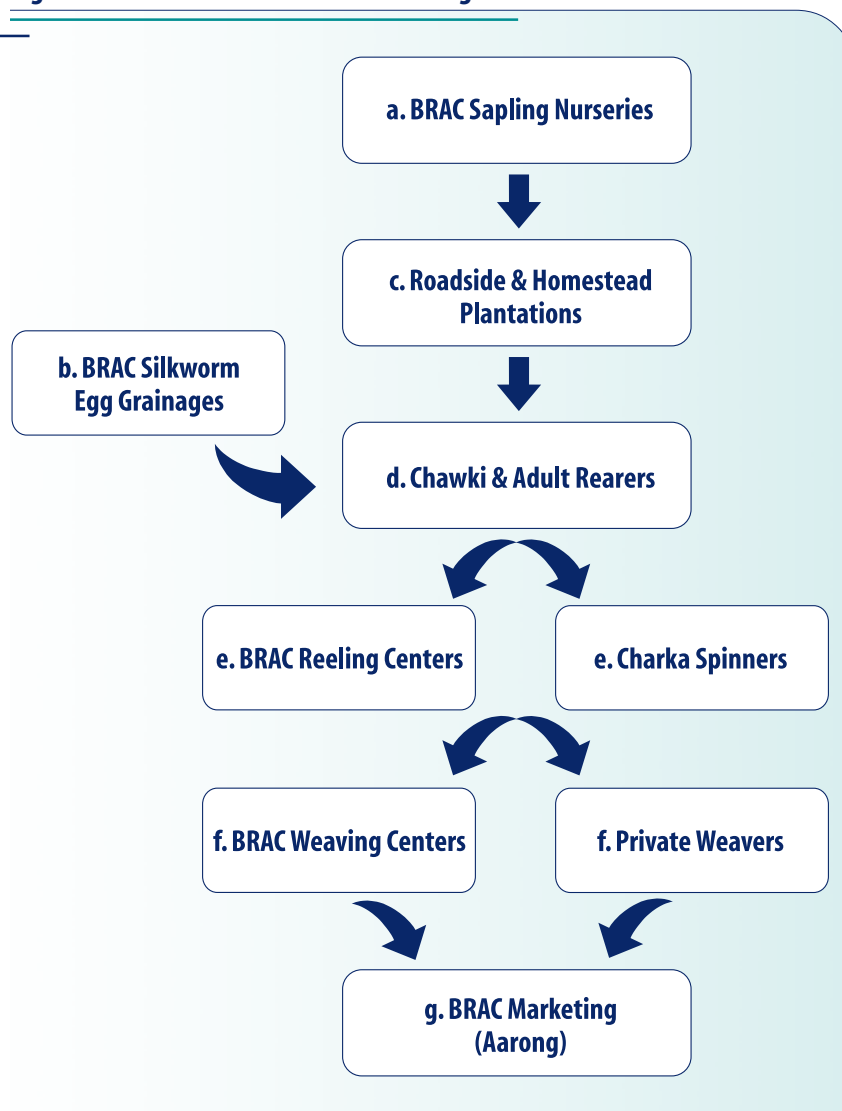 a. BRAC Sapling Nurseries
c. Roadside & Homestead
Plantations
b. BRAC Silkworm
Egg Grainages
d. Chawki & Adult Rearers
e. BRAC Reeling Centers
e. Charka Spinners
f. BRAC Weaving Centers
f. Private Weavers
g. BRAC Marketing
(Aarong)